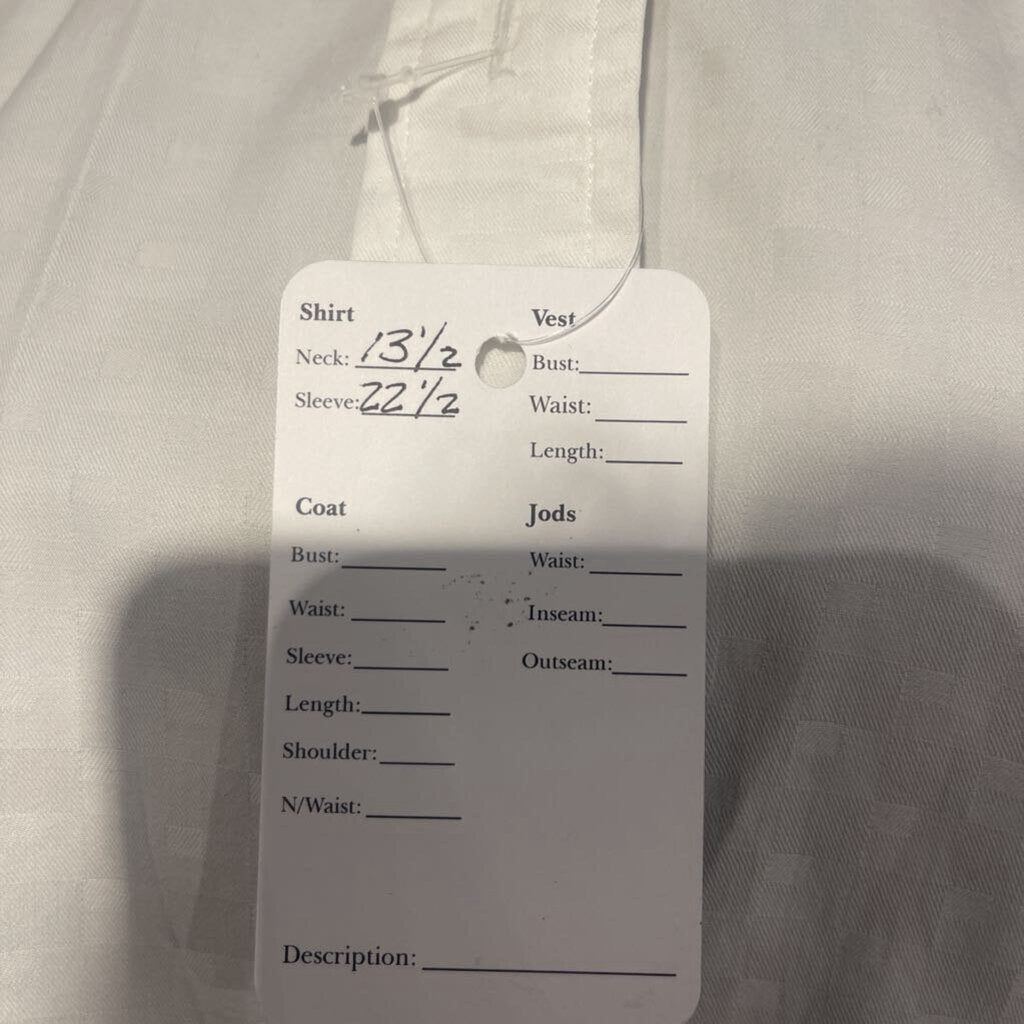 Shirt
Neck: 13 1/2
Sleeve: 22 1/2
Vest
Bust:
Waist:
Length:
Coat
Bust:
Waist:
Sleeve:
Length:
Shoulder:
N/Waist:
Jods
Waist:
Inseam:
Outseam:
Description: